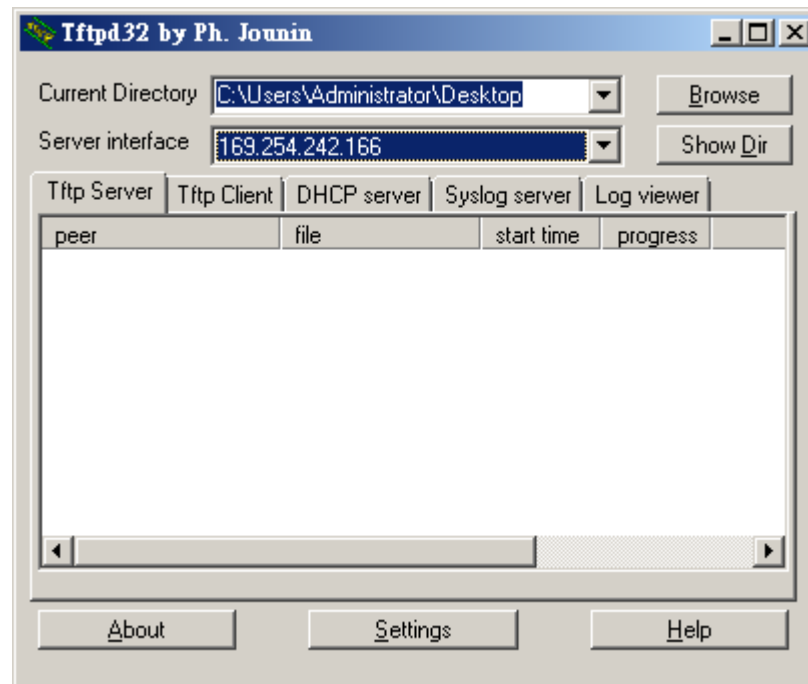 Tftpd32 by Ph. Jounin
Current Directory C:\Users\Administrator\Desktop Browse
Server interface 169.254.242.166 Show Dir
Tftp Server Tftp Client DHCP server Syslog server Log viewer
peer file start time progress
About Settings Help